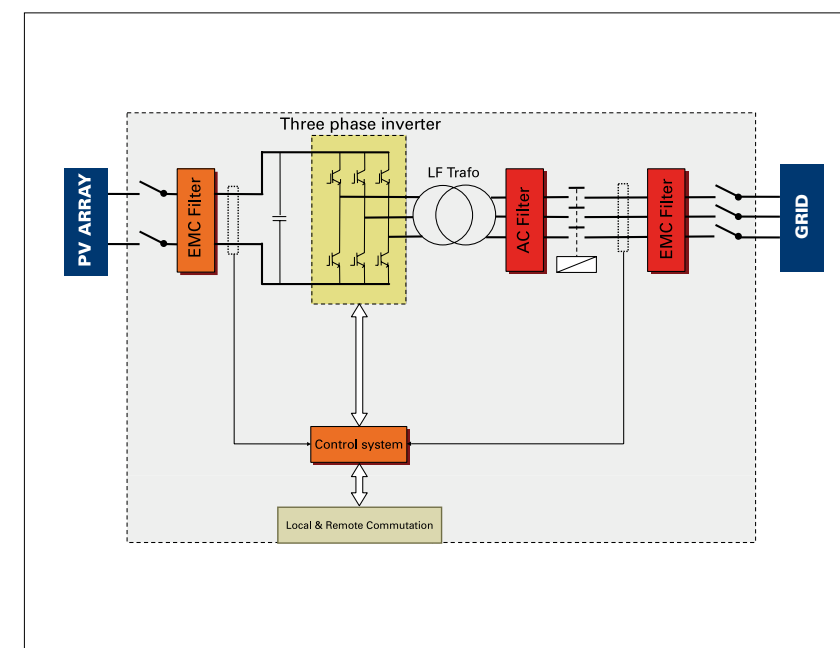 Three phase inverter
LF Trafo
PV ARRAY
EMC Filter
AC Filter
EMC Filter
GRID
Control system
Local & Remote Commutation